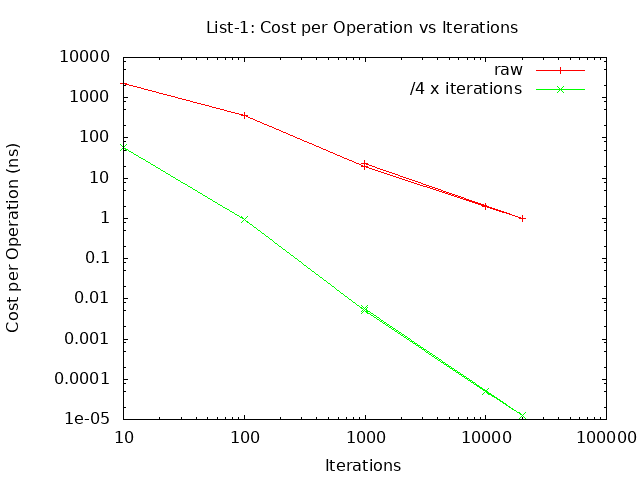 List-1: Cost per Operation vs Iterations
raw
/4 x iterations
Cost per Operation (ns)
10000
1000
100
10
1
0.1
0.01
0.001
0.0001
1e-05
10
100
1000
10000
100000
Iterations